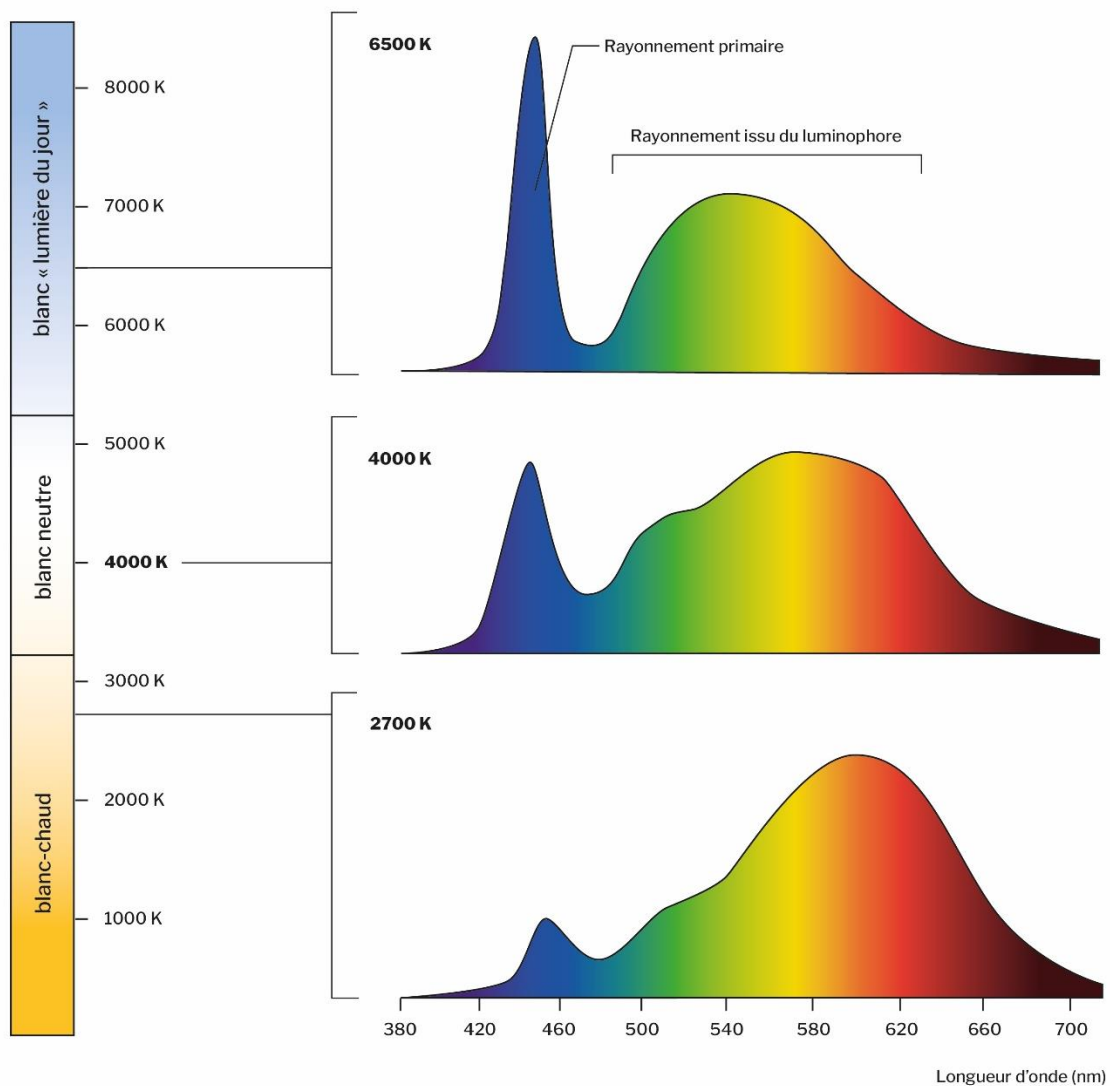 blanc « lumière du jour »
8000 K
7000 K
6000 K
blanc neutre
5000 K
4000 K
blanc-chaud
3000 K
2000 K
1000 K
6500 K
Rayonnement primaire
Rayonnement issu du luminophore
4000 K
2700 K
380 420 460 500 540 580 620 660 700
Longueur d’onde (nm)